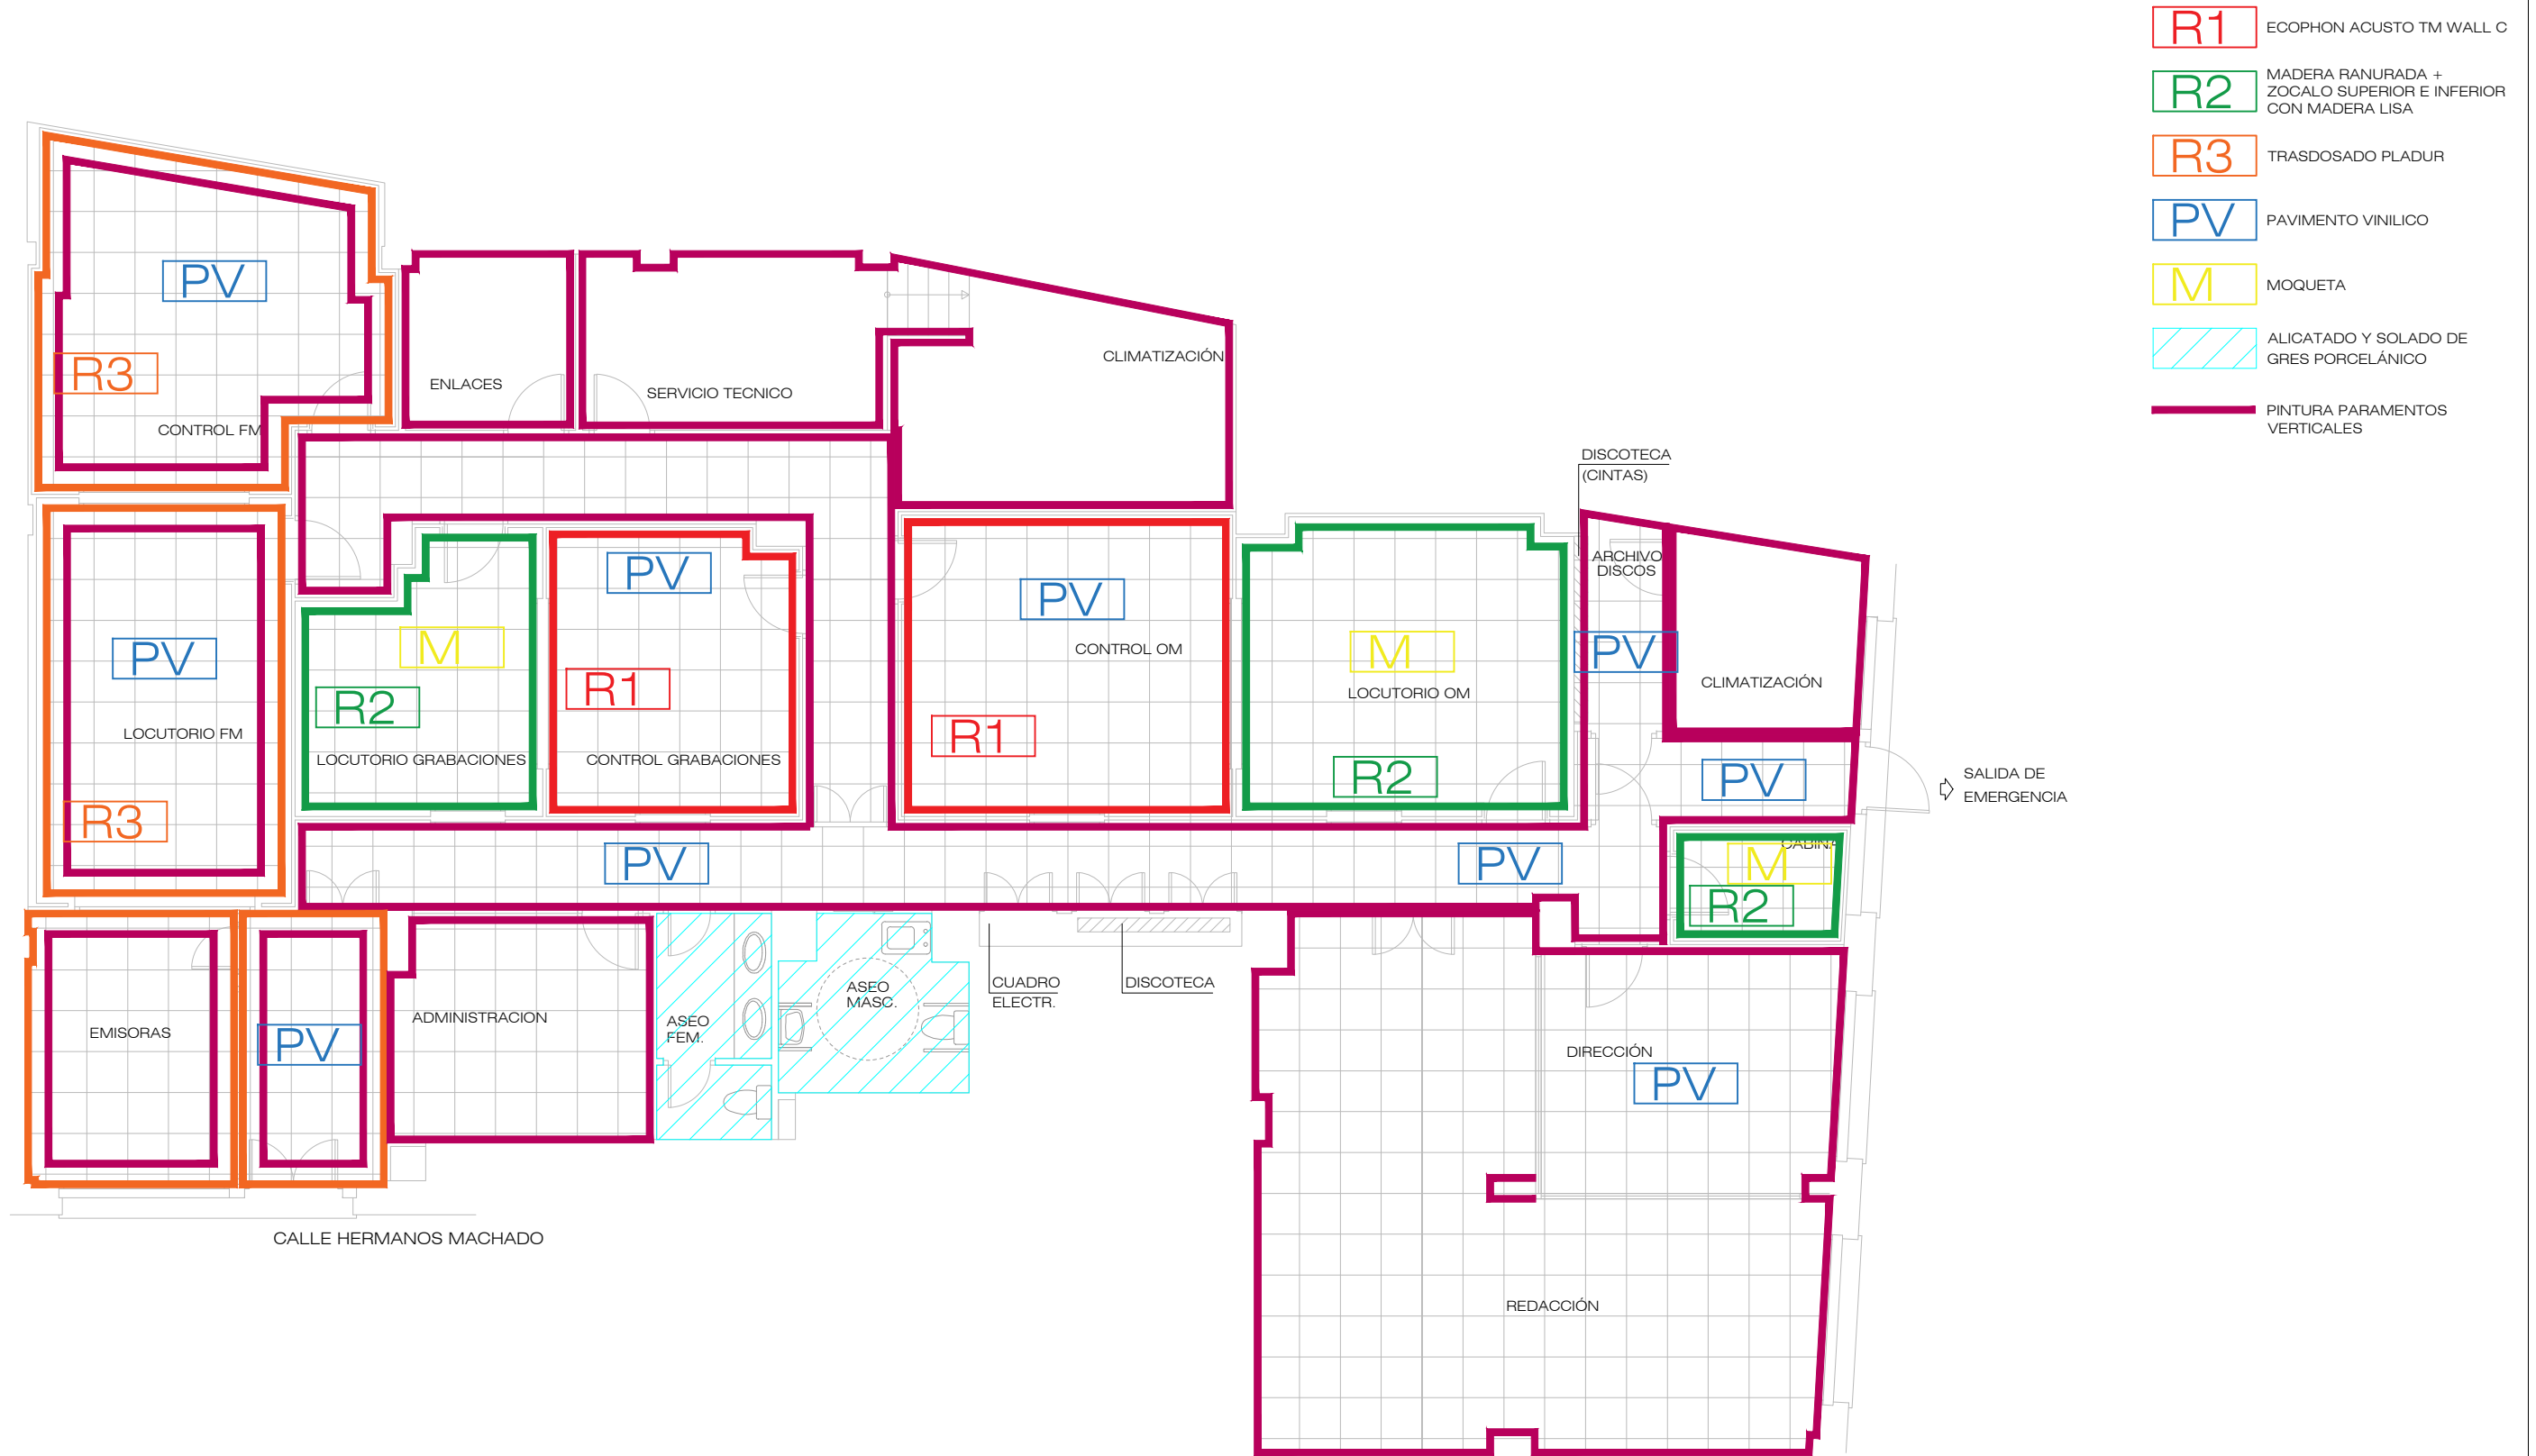 R1
ECOPHON ACUSTO TM WALL C
R2
MADERA RANURADA +
ZOCALO SUPERIOR E INFERIOR
CON MADERA LISA
R3
TRASDOSADO PLADUR
PV
PAVIMENTO VINILICO
M
MOQUETA
ALICATADO Y SOLADO DE
GRES PORCELÁNICO
PINTURA PARAMENTOS
VERTICALES
PV
R3
CONTROL FM
ENLACES
SERVICIO TECNICO
CLIMATIZACIÓN
DISCOTECA
(CINTAS)
PV
LOCUTORIO FM
R3
M
R2
LOCUTORIO GRABACIONES
PV
R1
CONTROL GRABACIONES
PV
CONTROL OM
R1
M
LOCUTORIO OM
R2
ARCHIVO
DISCOS
PV
CLIMATIZACIÓN
PV
SALIDA DE
EMERGENCIA
PV
PV
CABINA
M
R2
EMISORAS
PV
ADMINISTRACION
ASEO
FEM.
ASEO
MASC.
CUADRO
ELECTR.
DISCOTECA
DIRECCIÓN
PV
REDACCIÓN
CALLE HERMANOS MACHADO